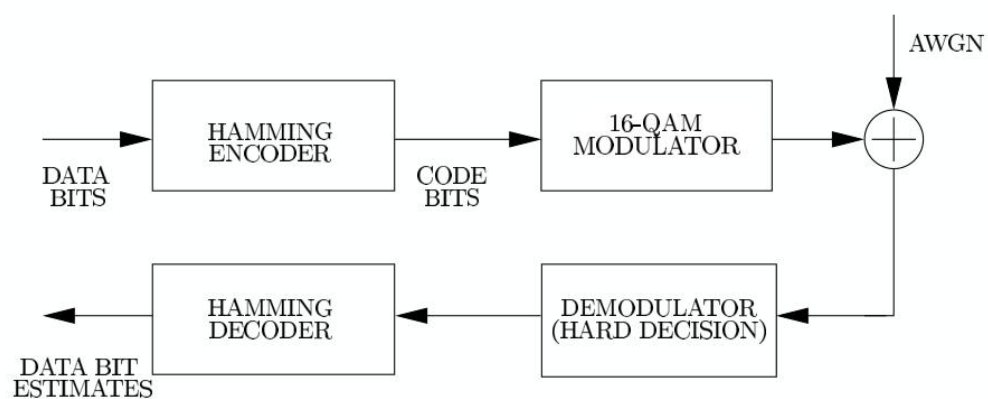 AWGN
HAMMING
ENCODER
16-QAM
MODULATOR
DATA
BITS
CODE
BITS
HAMMING
DECODER
DEMODULATOR
(HARD DECISION)
DATA BIT
ESTIMATES